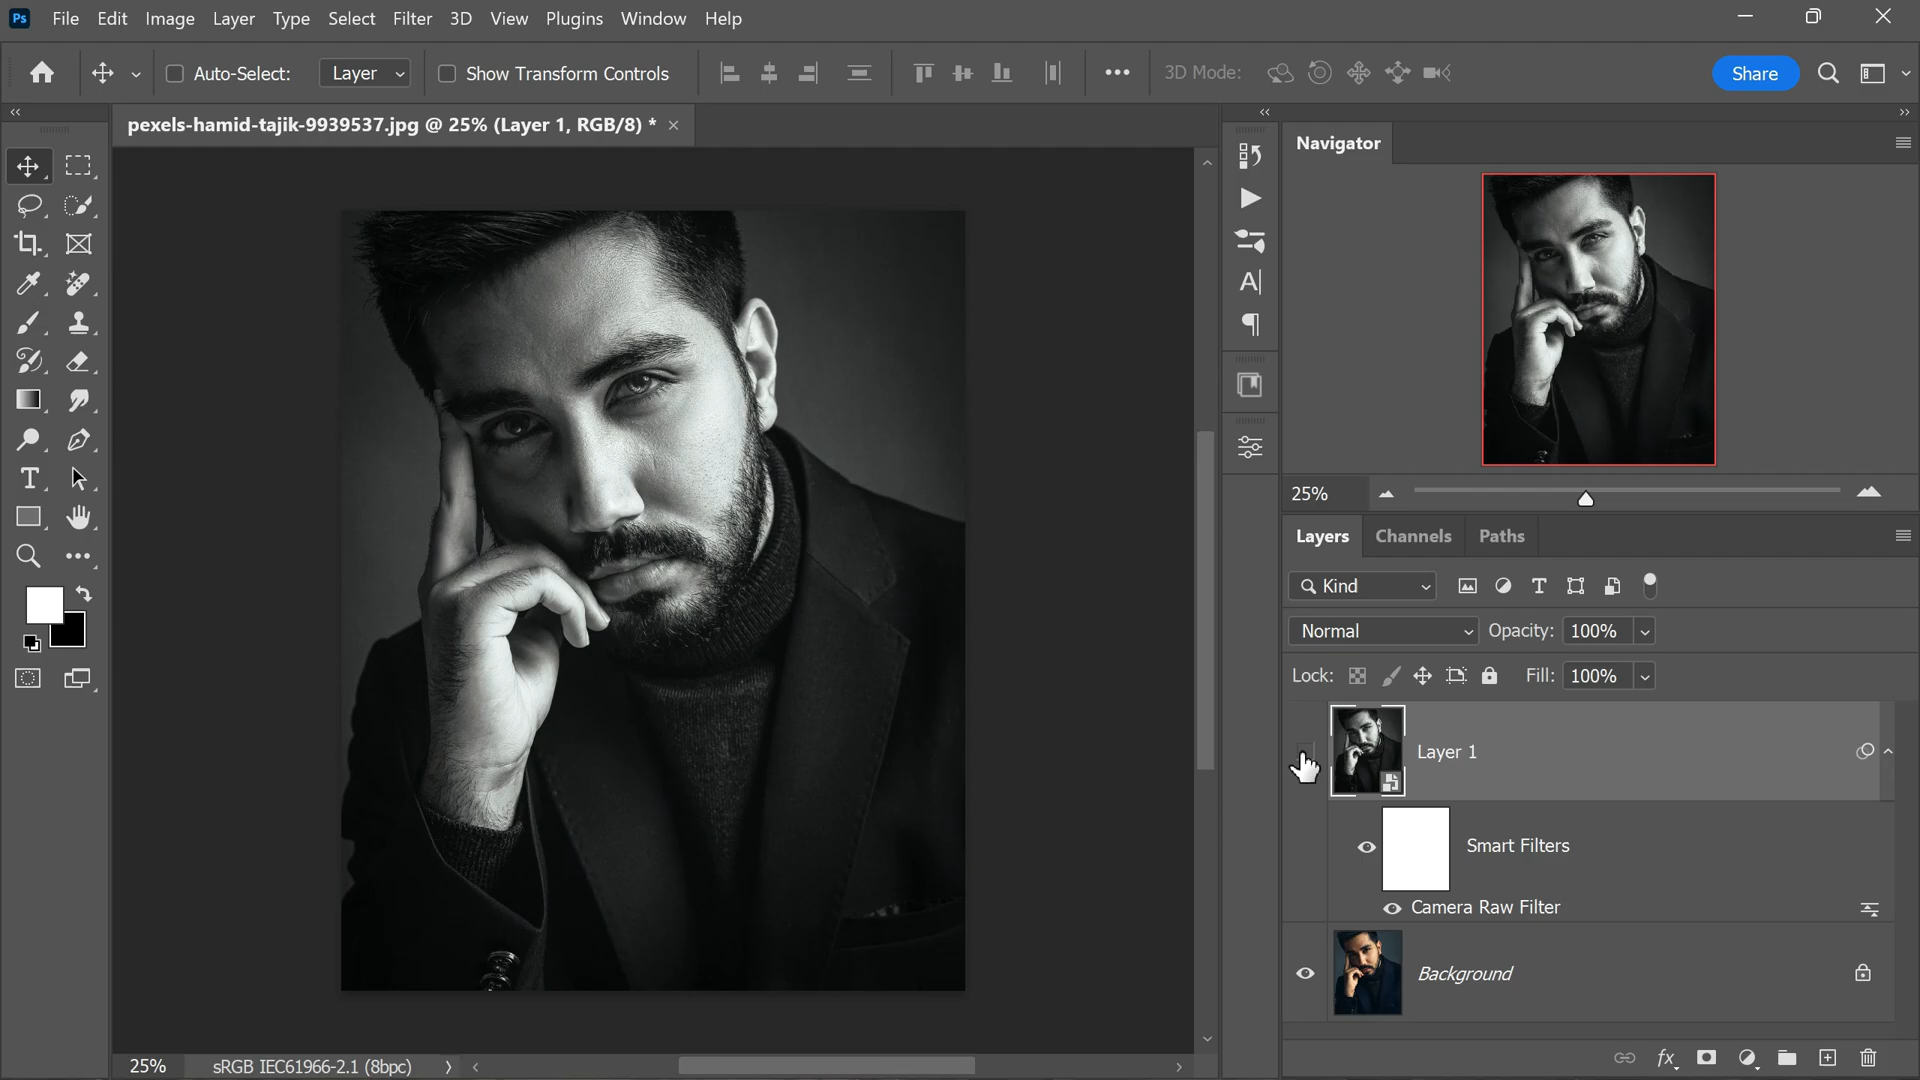 Ps File Edit Image Layer Type Select Filter 3D View Plugins Window Help
Auto-Select: Layer Show Transform Controls 3D Mode: Share
pexels-hamid-tajik-9939537.jpg @ 25% (Layer 1, RGB/8) *
Navigator
25%
Layers Channels Paths
Kind
Normal Opacity: 100%
Lock: Fill: 100%
Layer 1
Smart Filters
Camera Raw Filter
Background
25% sRGB IEC61966-2.1 (8bpc)
fx